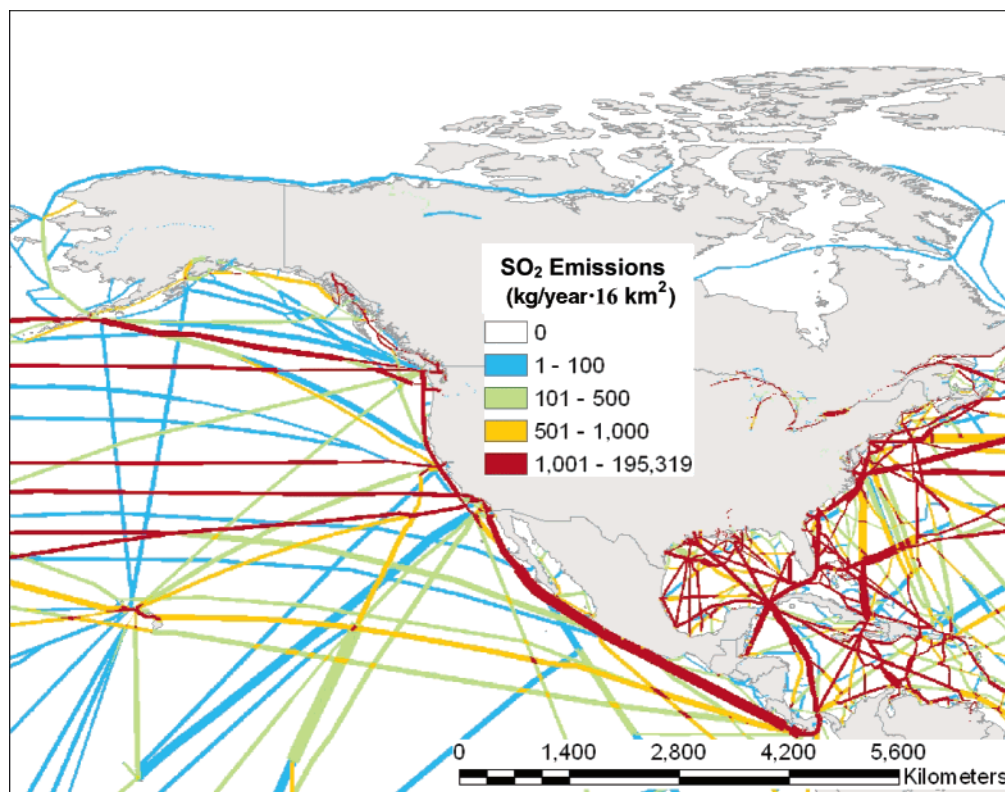 SO₂ Emissions
(kg/year·16 km²)
0
1 - 100
101 - 500
501 - 1,000
1,001 - 195,319
0 1,400 2,800 4,200 5,600
Kilometers